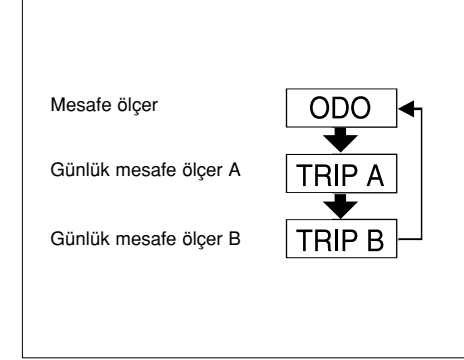 Mesafe ölçer ODO
Günlük mesafe ölçer A TRIP A
Günlük mesafe ölçer B TRIP B